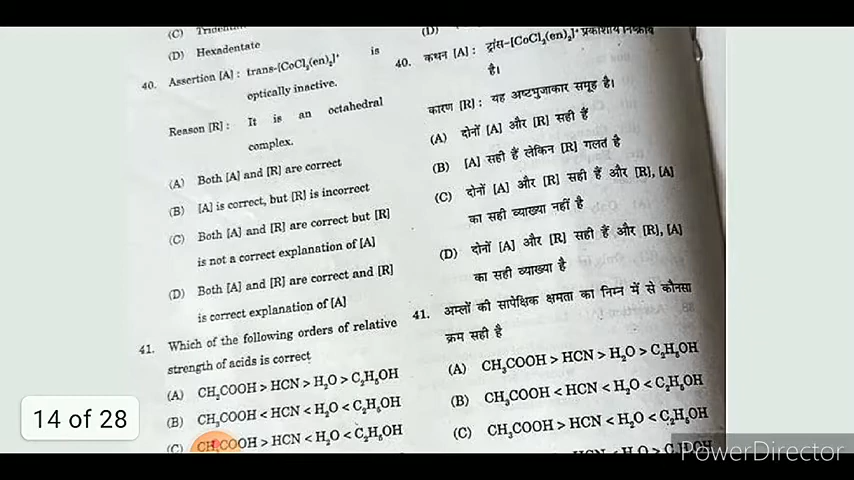 (C)
(D) Hexadentate
40. Assertion [A] : trans-[CoCl₂(en)₂]⁺ is
optically inactive.
Reason [R] : It is an octahedral
complex.
(A) Both [A] and [R] are correct
(B) [A] is correct, but [R] is incorrect
(C) Both [A] and [R] are correct but [R]
is not a correct explanation of [A]
(D) Both [A] and [R] are correct and [R]
is correct explanation of [A]
41. Which of the following orders of relative
strength of acids is correct
(A) CH₃COOH > HCN > H₂O > C₂H₅OH
(B) CH₃COOH < HCN < H₂O < C₂H₅OH
(C) CH₃COOH > HCN < H₂O < C₂H₅OH
(D)
40. कथन [A] : ट्रांस-[CoCl₂(en)₂]⁺ प्रकाशीय
है।
कारण [R] : यह अष्टभुजाकार समूह है।
(A) दोनों [A] और [R] सही हैं
(B) [A] सही हैं लेकिन [R] गलत है
(C) दोनों [A] और [R] सही हैं और [R], [A]
का सही व्याख्या नहीं है
(D) दोनों [A] और [R] सही हैं और [R], [A]
का सही व्याख्या है
41. अम्लों की सापेक्षिक क्षमता का निम्न में से कौनसा
क्रम सही है
(A) CH₃COOH > HCN > H₂O > C₂H₅OH
(B) CH₃COOH < HCN < H₂O < C₂H₅OH
(C) CH₃COOH > HCN < H₂O < C₂H₅OH
14 of 28
PowerDirector